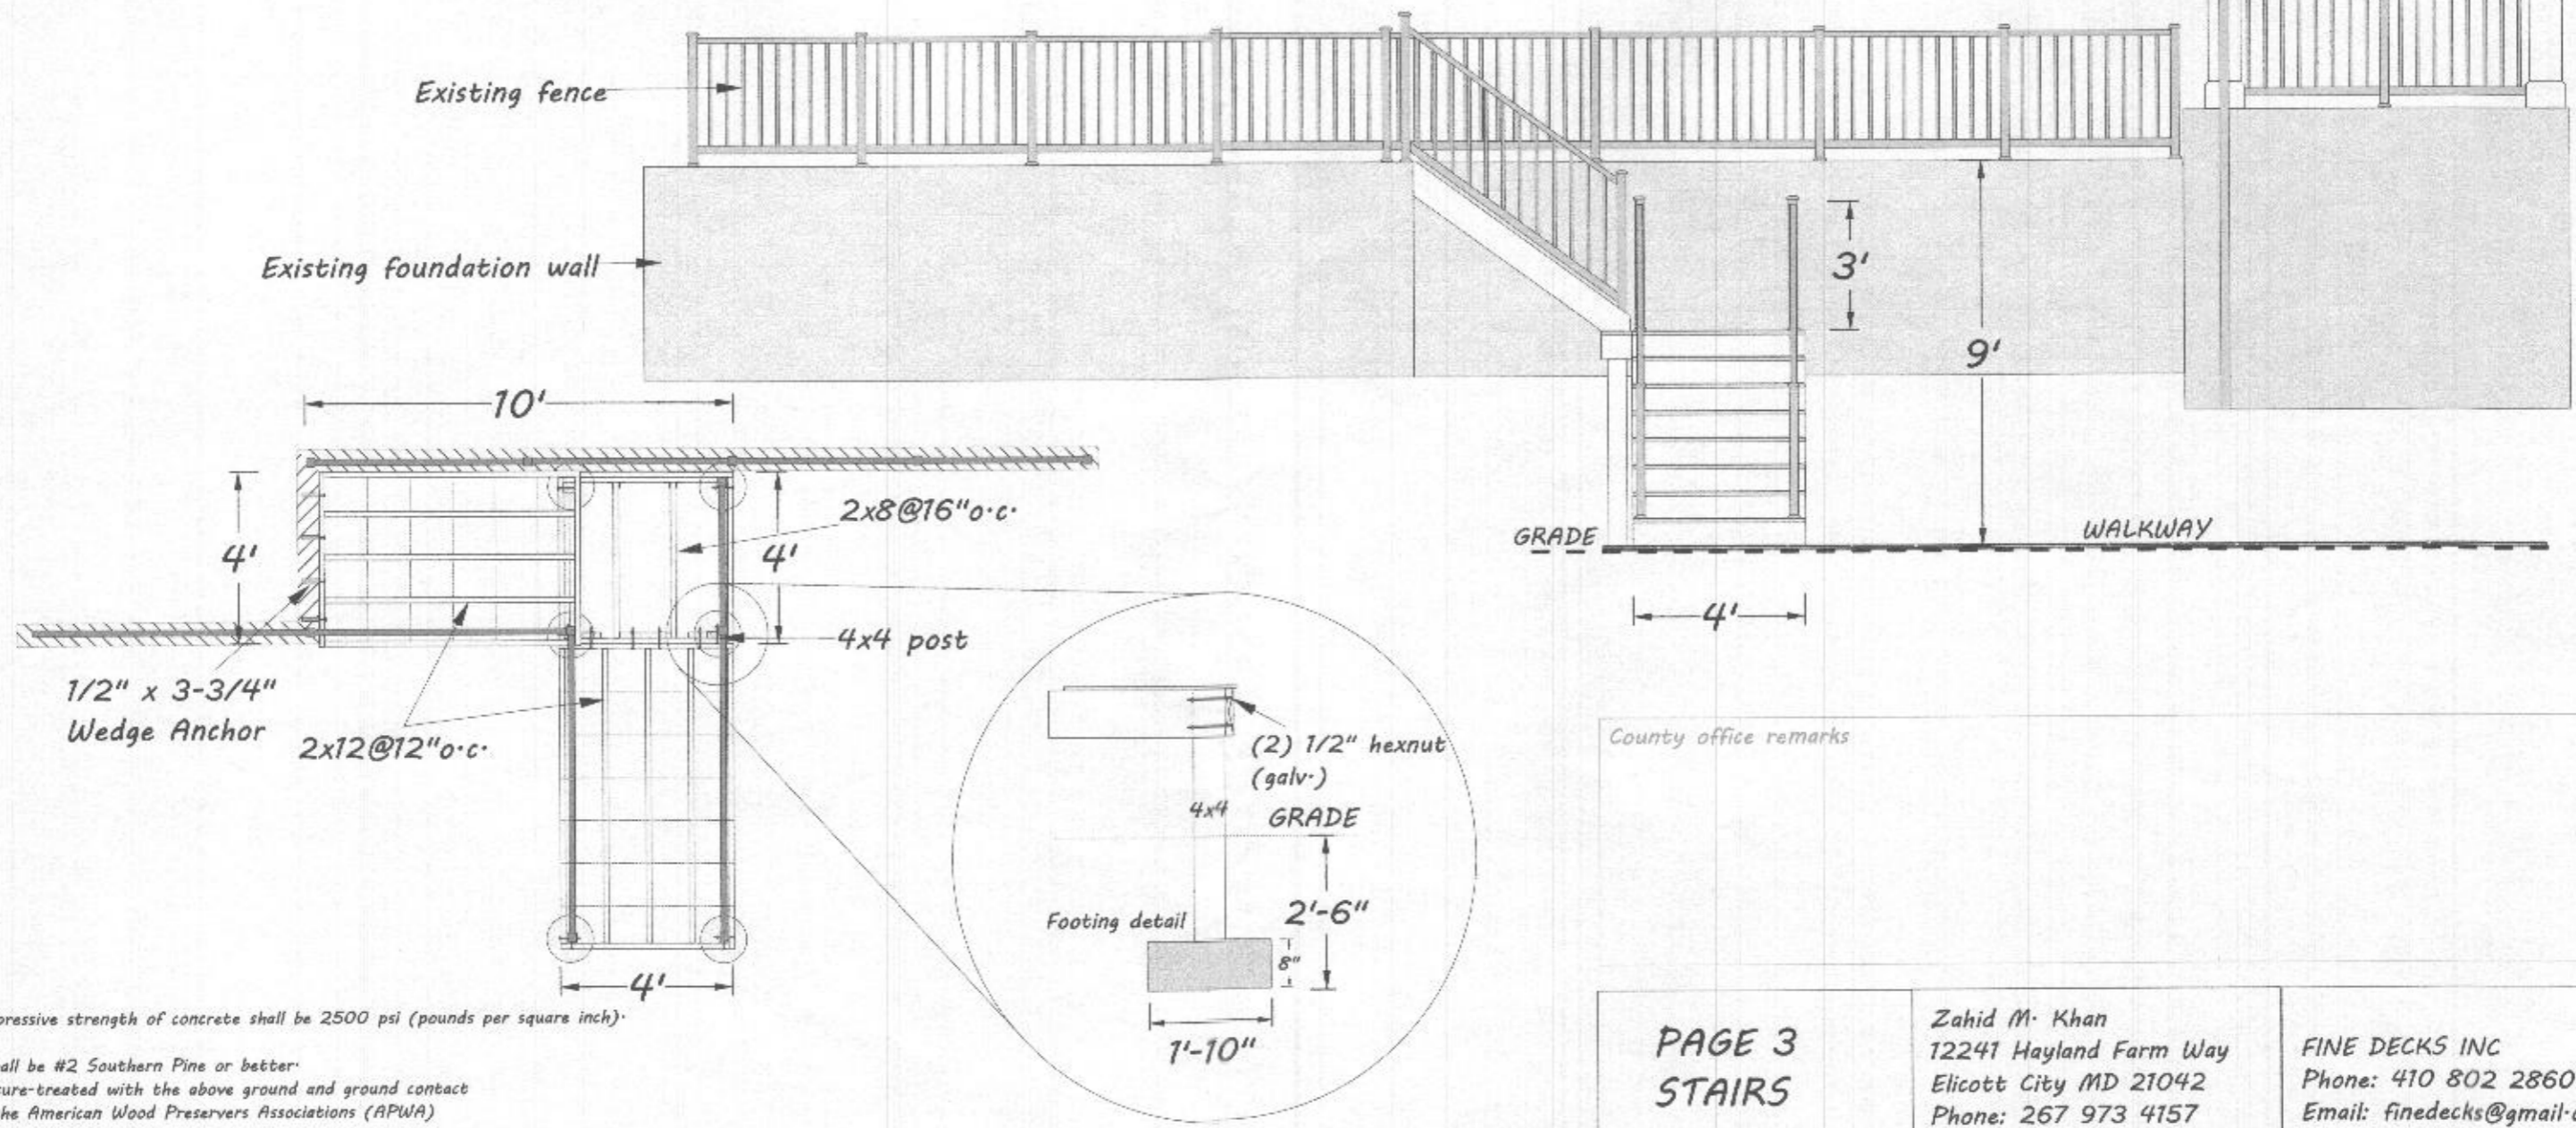 Existing fence
Existing foundation wall
3'
9'
GRADE
WALKWAY
4'
10'
4'
2x8@16"o.c.
4'
4x4 post
1/2" x 3-3/4"
Wedge Anchor
2x12@12"o.c.
4'
(2) 1/2" hexnut
(galv.)
4x4
GRADE
Footing detail
2'-6"
8"
1'-10"
County office remarks
pressive strength of concrete shall be 2500 psi (pounds per square inch).
all be #2 Southern Pine or better.
ure-treated with the above ground and ground contact
he American Wood Preservers Associations (APWA)
PAGE 3
STAIRS
Zahid M. Khan
12241 Hayland Farm Way
Elicott City MD 21042
Phone: 267 973 4157
FINE DECKS INC
Phone: 410 802 2860
Email: finedecks@gmail.